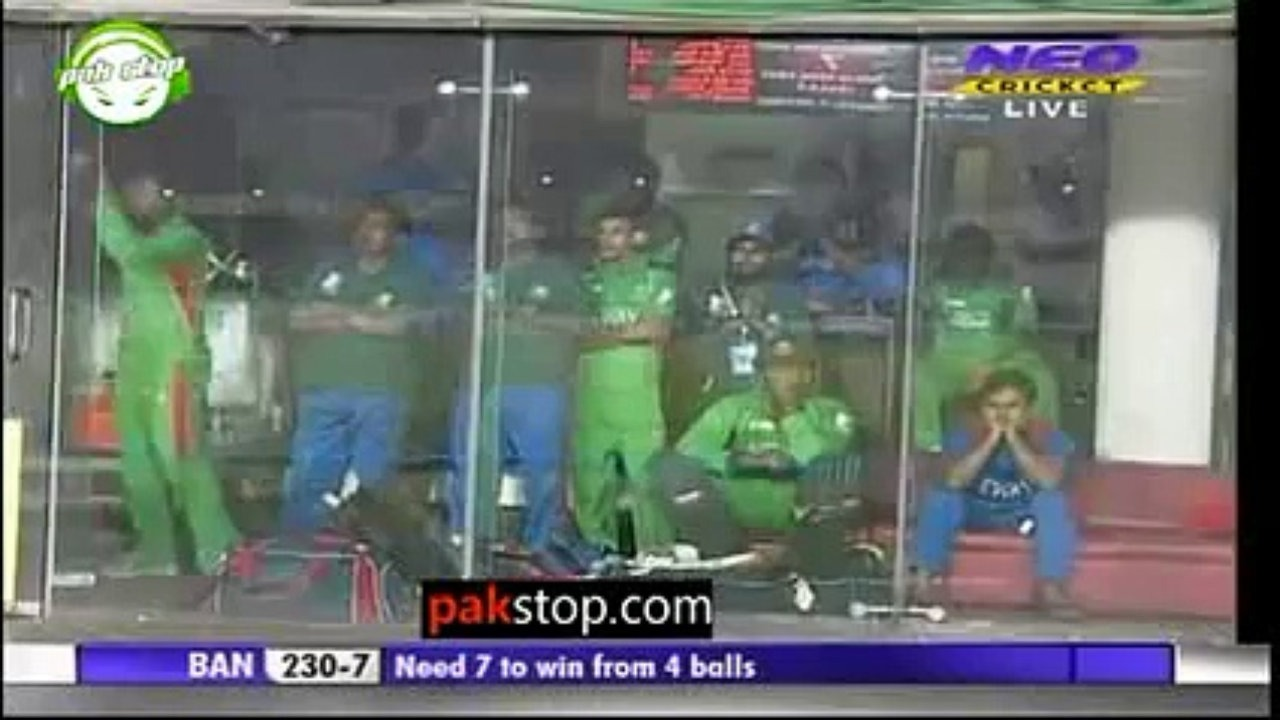 pak stop
NEO
CRICKET
LIVE
pakstop.com
BAN 230-7 Need 7 to win from 4 balls